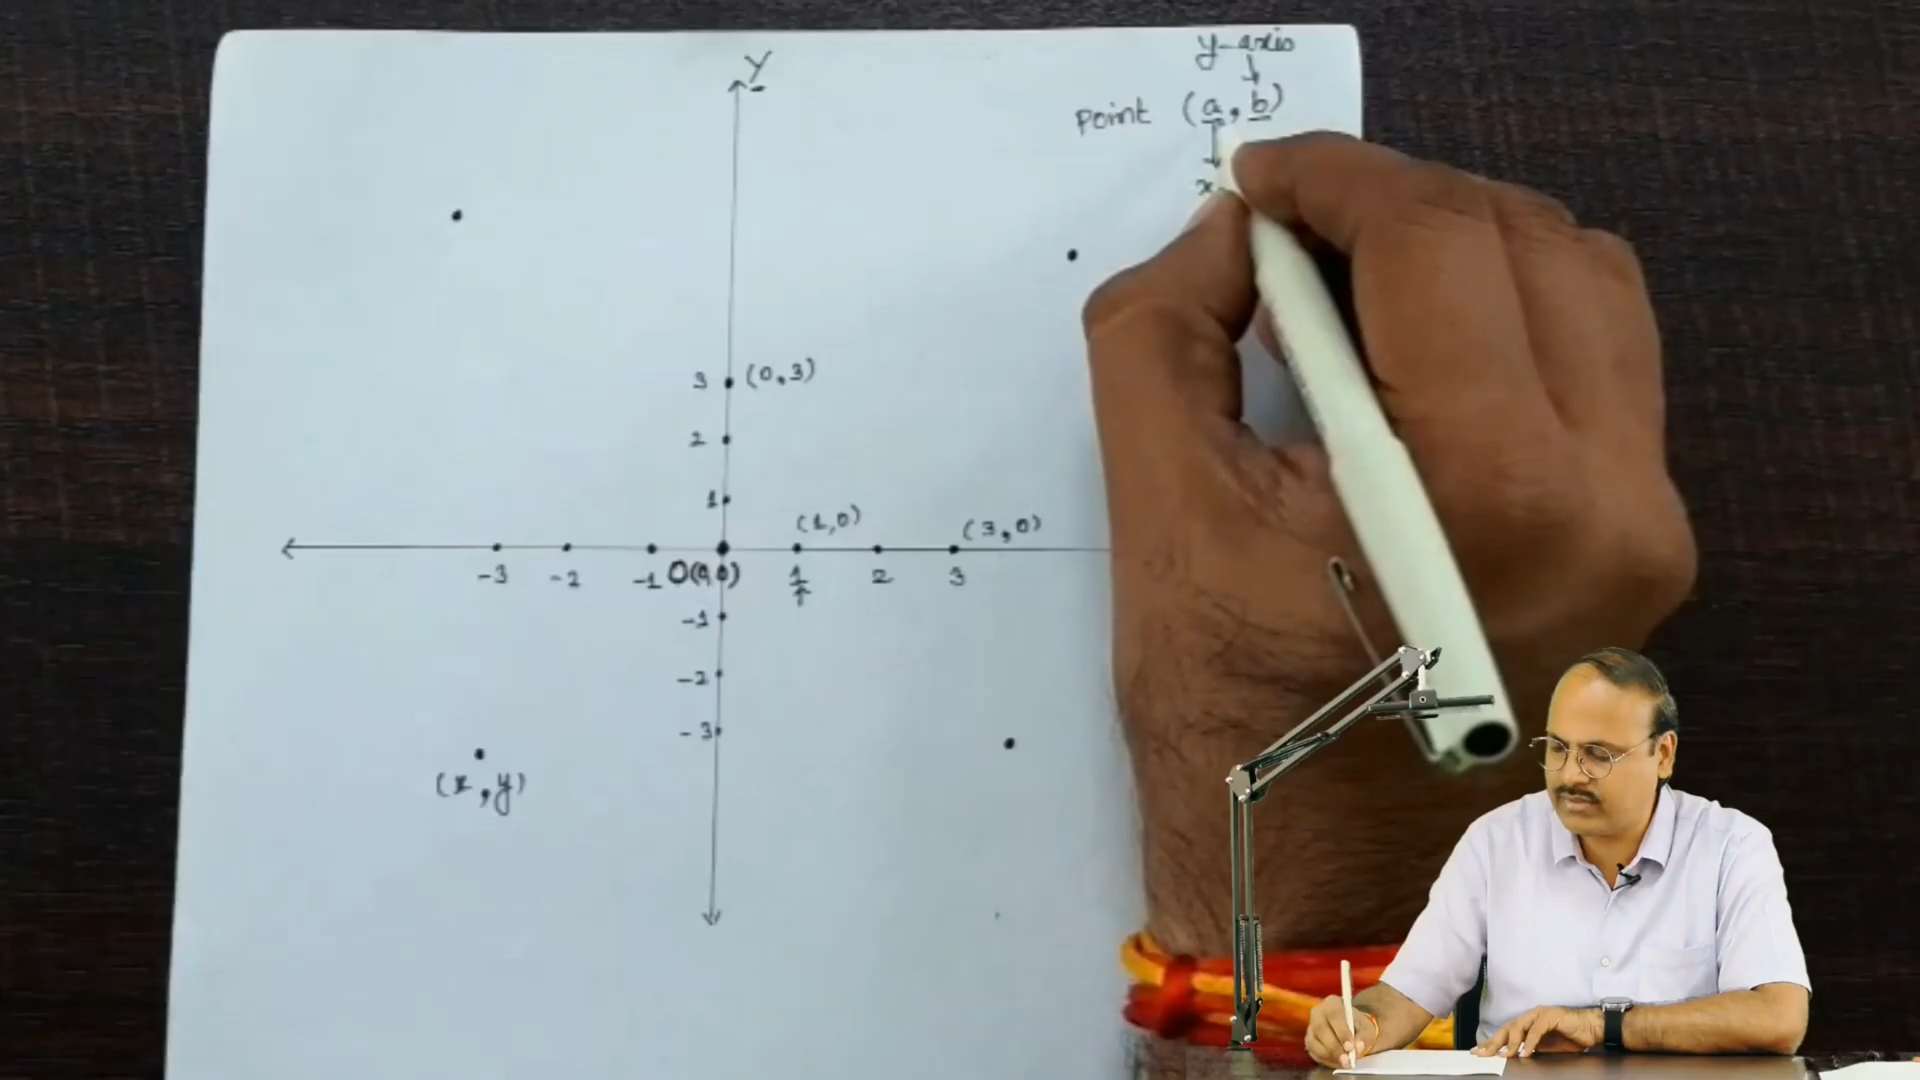 y-axis
Y
Point (a, b)
x
3 (0,3)
2
1
(1,0) (3,0)
-3 -2 -1 O(0,0) 1 2 3
-1
-2
-3
(x,y)